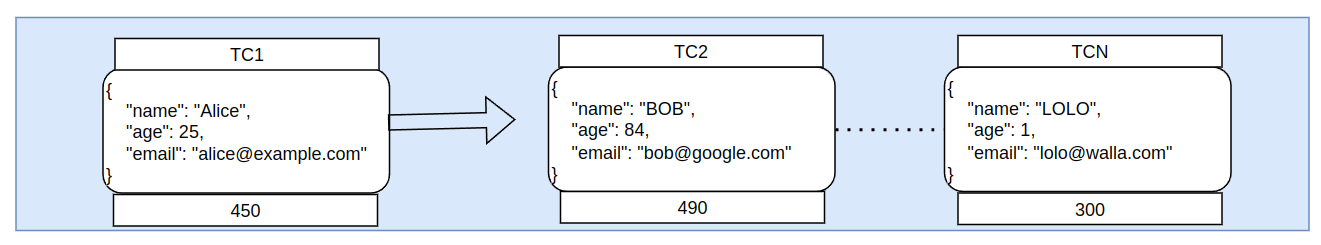 TC1
{
"name": "Alice",
"age": 25,
"email": "alice@example.com"
}
450
TC2
{
"name": "BOB",
"age": 84,
"email": "bob@google.com"
}
490
TCN
{
"name": "LOLO",
"age": 1,
"email": "lolo@walla.com"
}
300